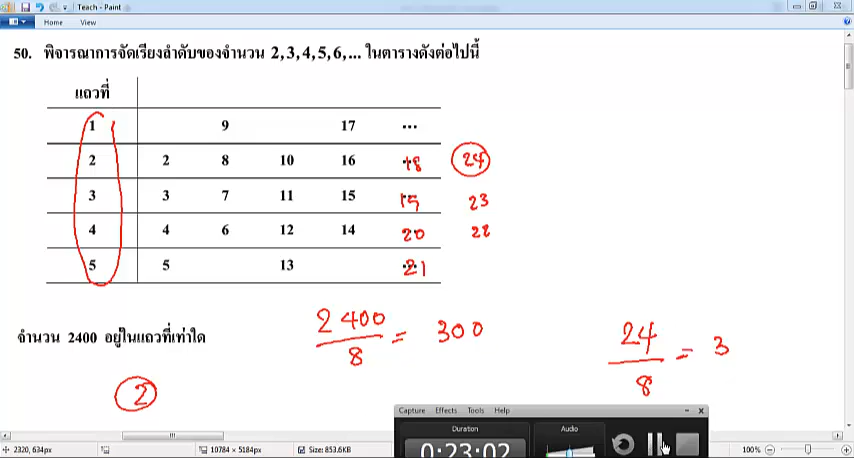 Teach - Paint
Home View
50. พิจารณาการจัดเรียงลำดับของจำนวน 2,3,4,5,6,... ในตารางดังต่อไปนี้
แถวที่
1 9 17 ...
2 2 8 10 16 18 24
3 3 7 11 15 19 23
4 4 6 12 14 20 22
5 5 13 21
จำนวน 2400 อยู่ในแถวที่เท่าใด
2400/8 = 300
24/8 = 3
2
Capture Effects Tools Help
Duration Audio
0:23:02
2320, 634px 10784 × 5184px Size: 853.6KB 100%